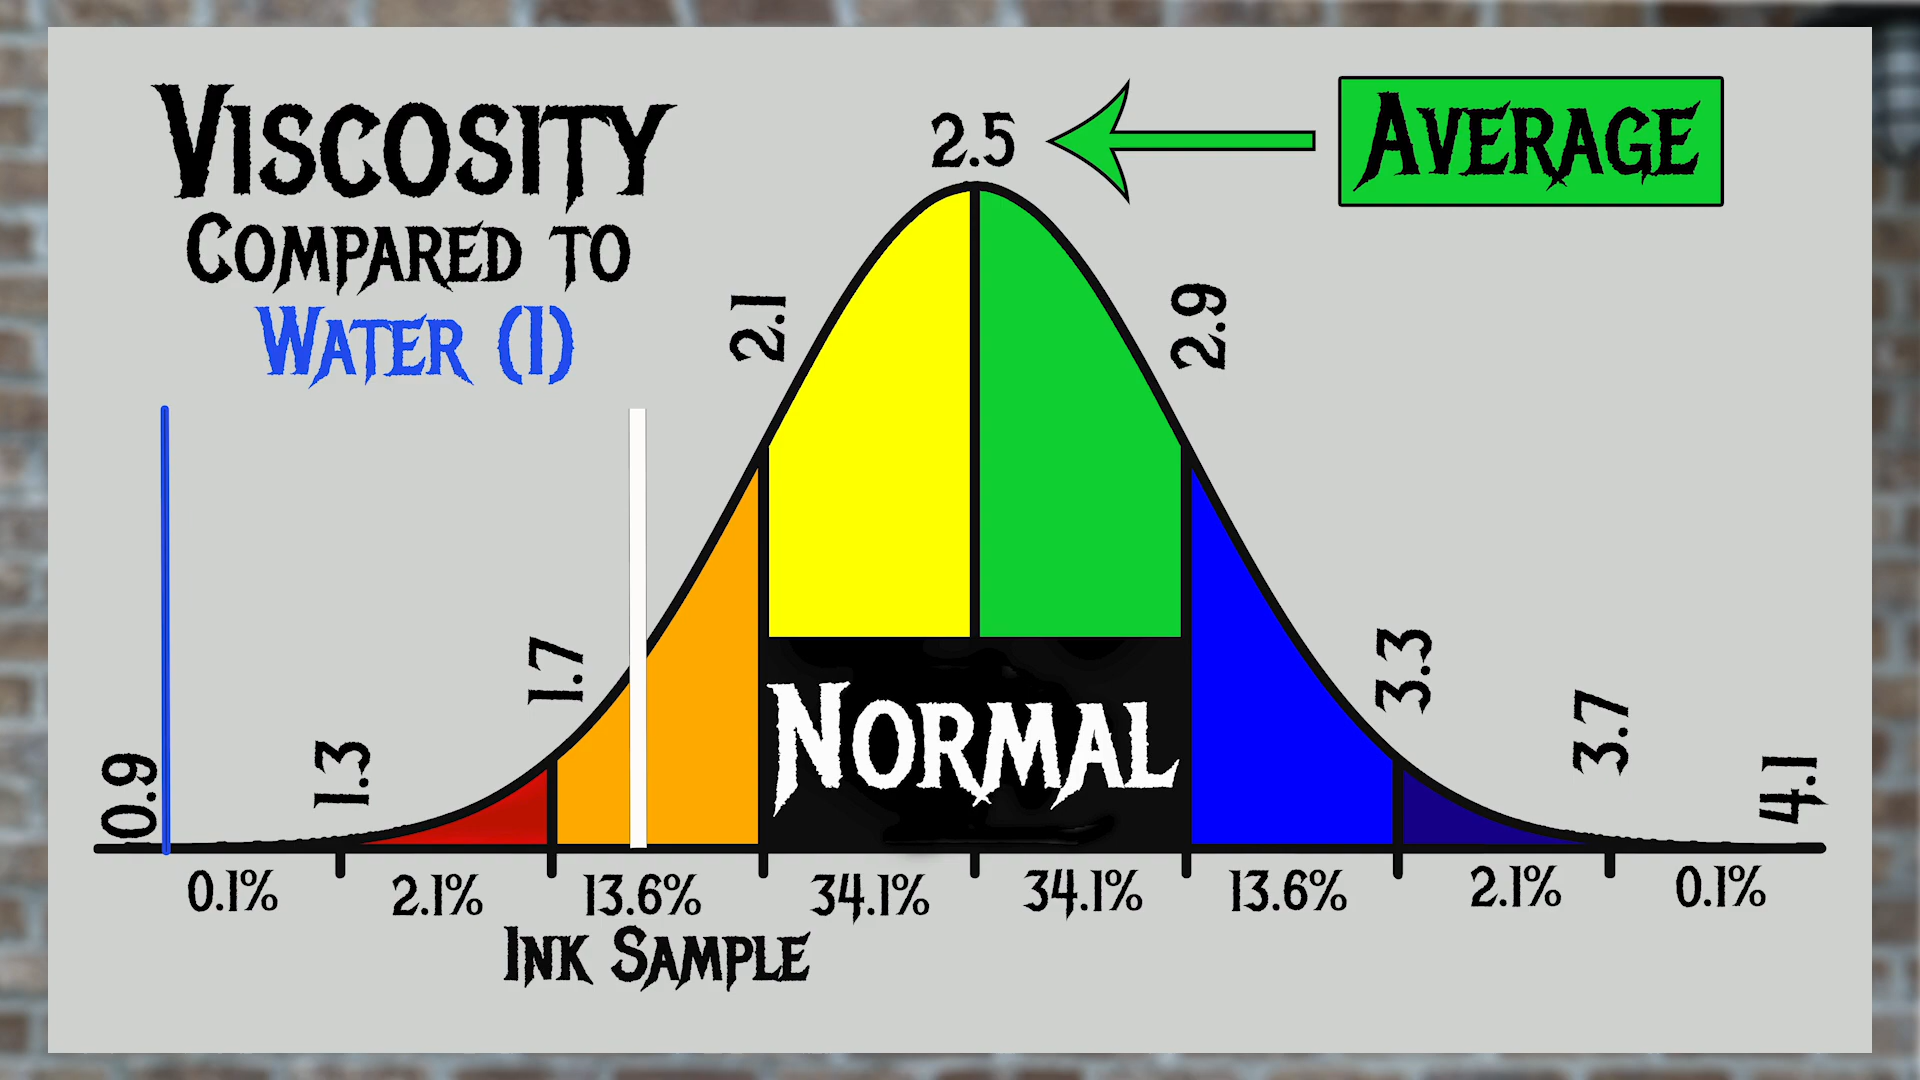 Viscosity
Compared to
Water (1)
2.5
Average
2.1
2.9
1.7
3.3
1.3
3.7
0.9
4.1
Normal
0.1%
2.1%
13.6%
34.1%
34.1%
13.6%
2.1%
0.1%
Ink Sample